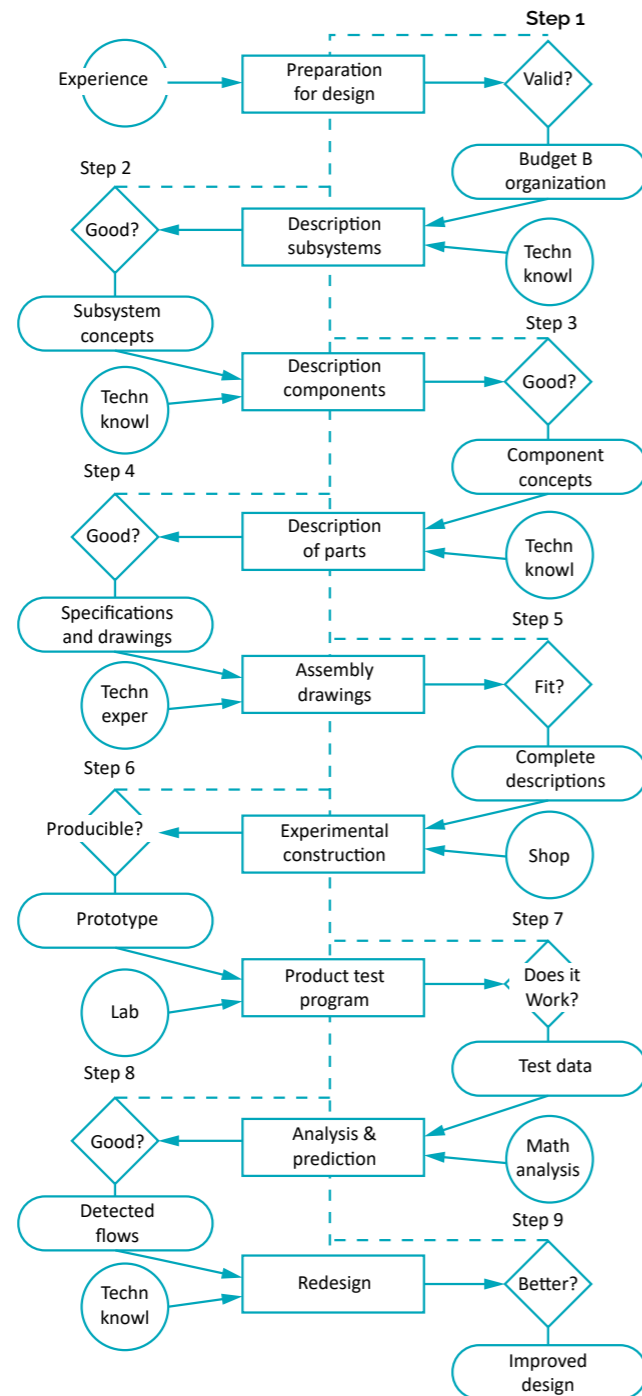 Step 1
Experience
Preparation
for design
Valid?
Budget B
organization
Step 2
Good?
Description
subsystems
Techn
knowl
Subsystem
concepts
Step 3
Techn
knowl
Description
components
Good?
Component
concepts
Step 4
Good?
Description
of parts
Techn
knowl
Specifications
and drawings
Step 5
Techn
exper
Assembly
drawings
Fit?
Complete
descriptions
Step 6
Producible?
Experimental
construction
Shop
Prototype
Step 7
Lab
Product test
program
Does it
Work?
Test data
Step 8
Good?
Analysis &
prediction
Math
analysis
Detected
flows
Step 9
Techn
knowl
Redesign
Better?
Improved
design